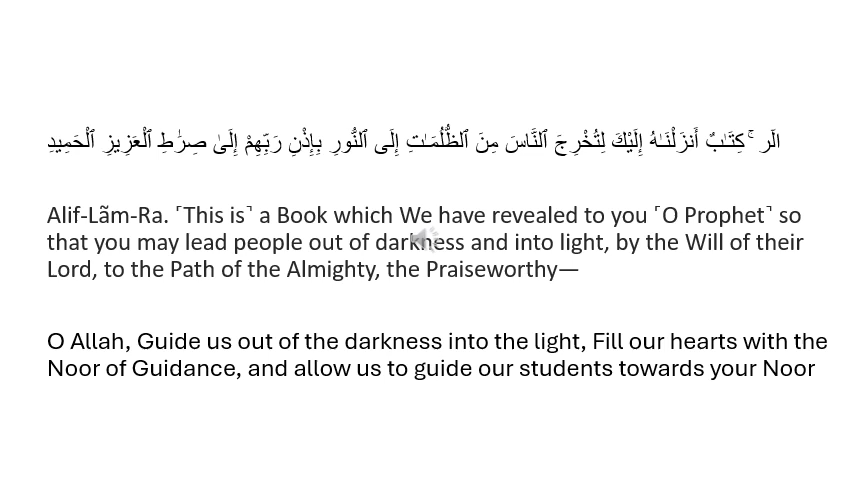 الٓر ۚ كِتَـٰبٌ أَنزَلْنَـٰهُ إِلَيْكَ لِتُخْرِجَ ٱلنَّاسَ مِنَ ٱلظُّلُمَـٰتِ إِلَى ٱلنُّورِ بِإِذْنِ رَبِّهِمْ إِلَىٰ صِرَٰطِ ٱلْعَزِيزِ ٱلْحَمِيدِ
Alif-Lãm-Ra. ˹This is˺ a Book which We have revealed to you ˹O Prophet˺ so
that you may lead people out of darkness and into light, by the Will of their
Lord, to the Path of the Almighty, the Praiseworthy—
O Allah, Guide us out of the darkness into the light, Fill our hearts with the
Noor of Guidance, and allow us to guide our students towards your Noor